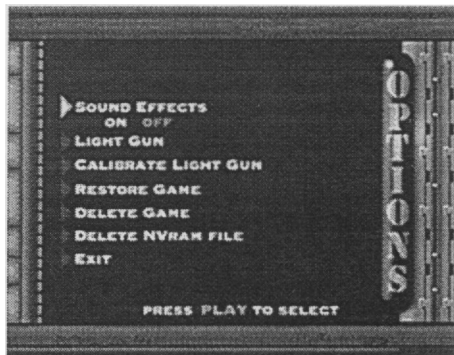 SOUND EFFECTS
ON OFF
LIGHT GUN
CALIBRATE LIGHT GUN
RESTORE GAME
DELETE GAME
DELETE NVRAM FILE
EXIT
PRESS PLAY TO SELECT
OPTIONS